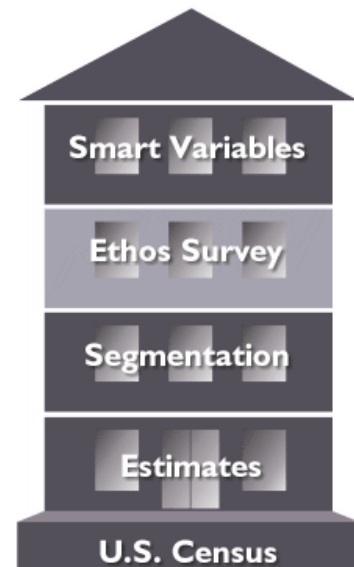 Smart Variables
Ethos Survey
Segmentation
Estimates
U.S. Census